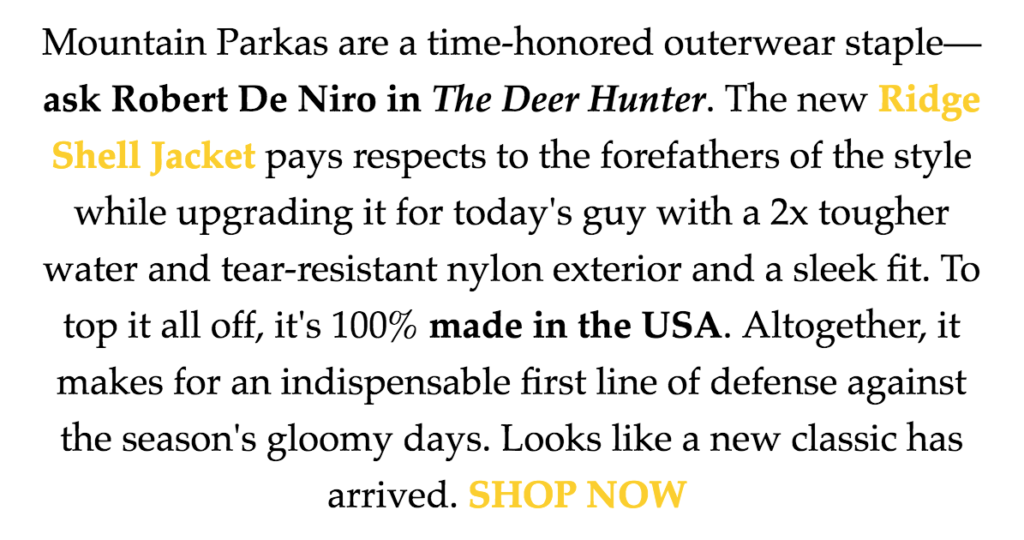 Mountain Parkas are a time-honored outerwear staple—
ask Robert De Niro in The Deer Hunter. The new Ridge
Shell Jacket pays respects to the forefathers of the style
while upgrading it for today's guy with a 2x tougher
water and tear-resistant nylon exterior and a sleek fit. To
top it all off, it's 100% made in the USA. Altogether, it
makes for an indispensable first line of defense against
the season's gloomy days. Looks like a new classic has
arrived. SHOP NOW